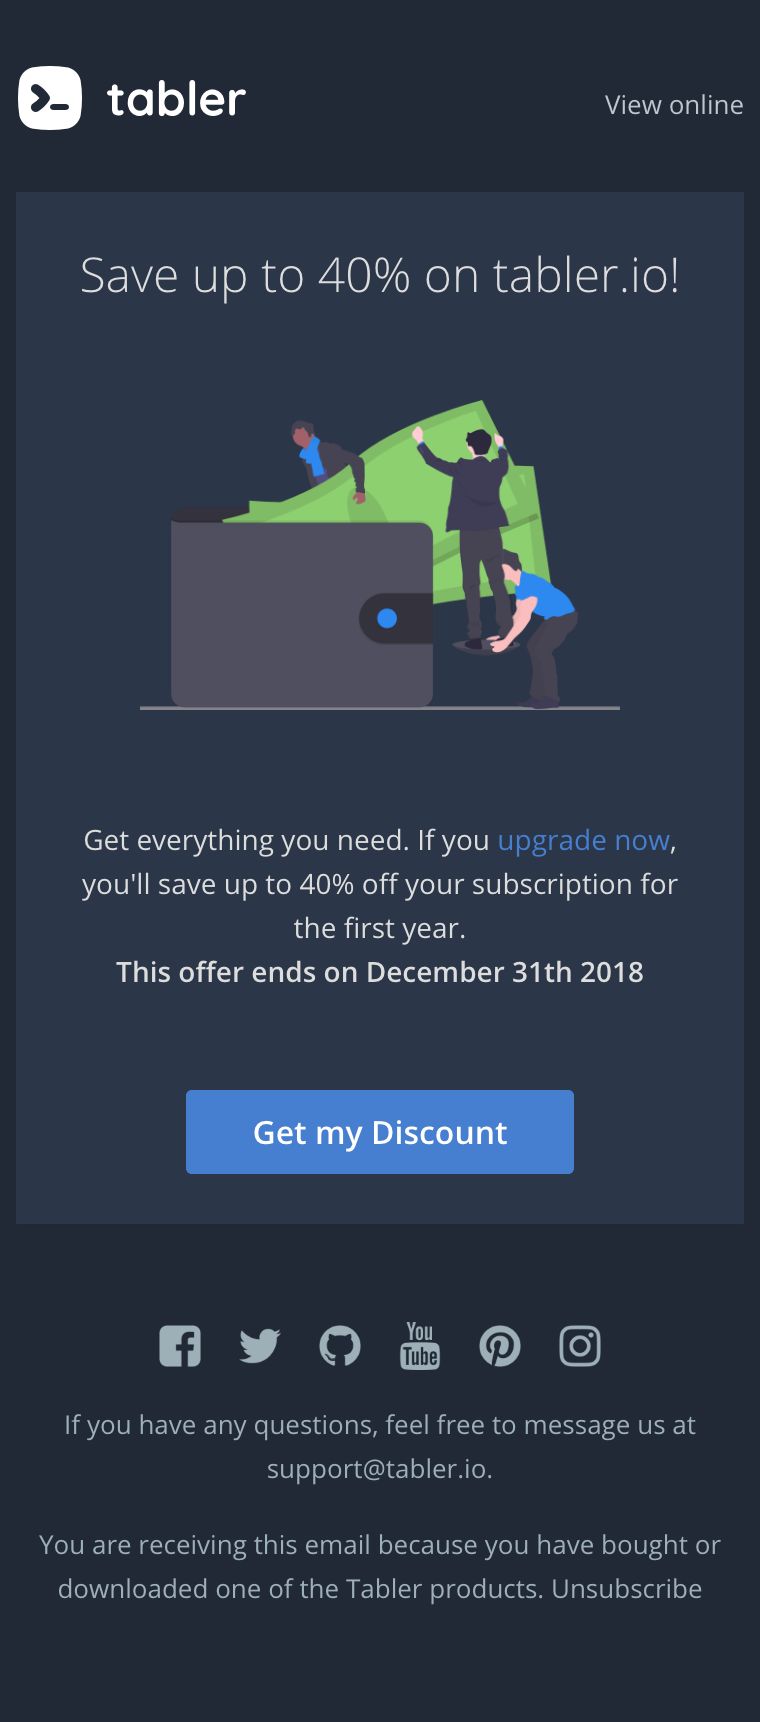 tabler
View online
Save up to 40% on tabler.io!
Get everything you need. If you upgrade now,
you'll save up to 40% off your subscription for
the first year.
This offer ends on December 31th 2018
Get my Discount
You
Tube
If you have any questions, feel free to message us at
support@tabler.io.
You are receiving this email because you have bought or
downloaded one of the Tabler products. Unsubscribe